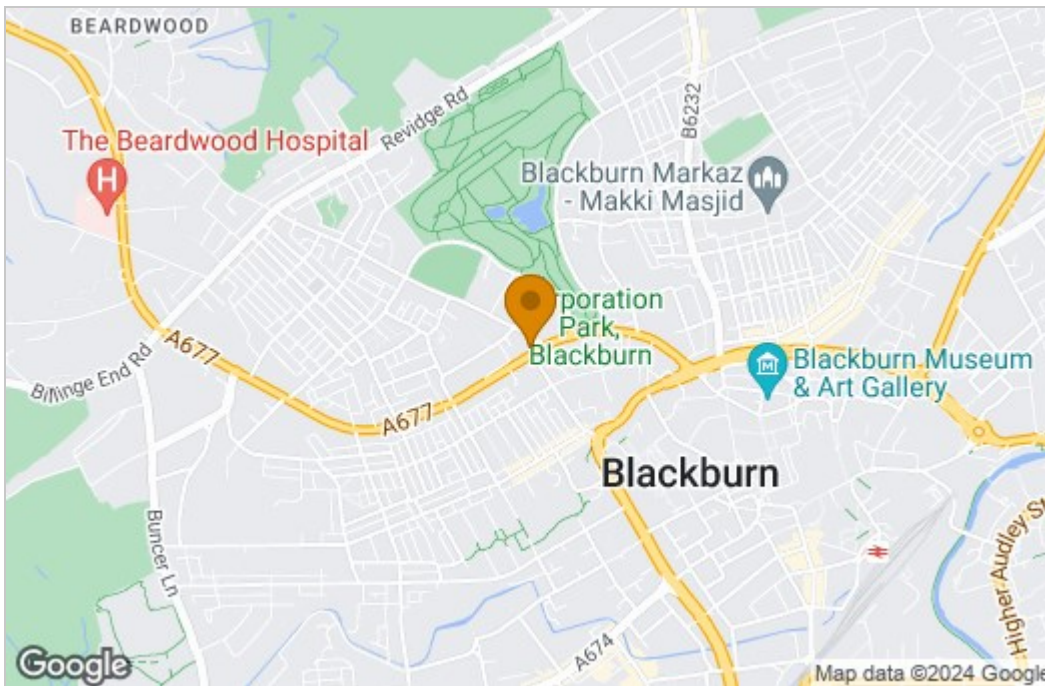 BEARDWOOD
Revidge Rd
B6232
The Beardwood Hospital
H
Blackburn Markaz
- Makki Masjid
Billinge End Rd
A677
Park,
Blackburn
A677
M
Blackburn Museum
& Art Gallery
Blackburn
Buncer Ln
Higher Audley St
A674
Google
Map data ©2024 Google